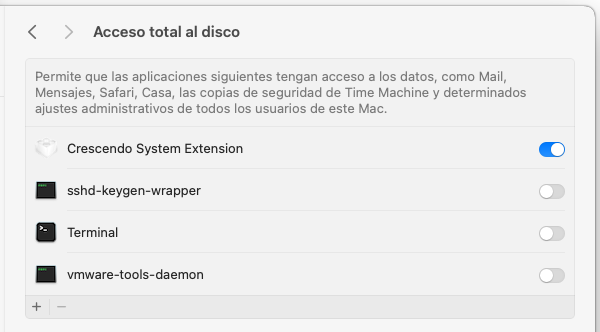 Acceso total al disco
Permite que las aplicaciones siguientes tengan acceso a los datos, como Mail,
Mensajes, Safari, Casa, las copias de seguridad de Time Machine y determinados
ajustes administrativos de todos los usuarios de este Mac.
Crescendo System Extension
sshd-keygen-wrapper
Terminal
vmware-tools-daemon